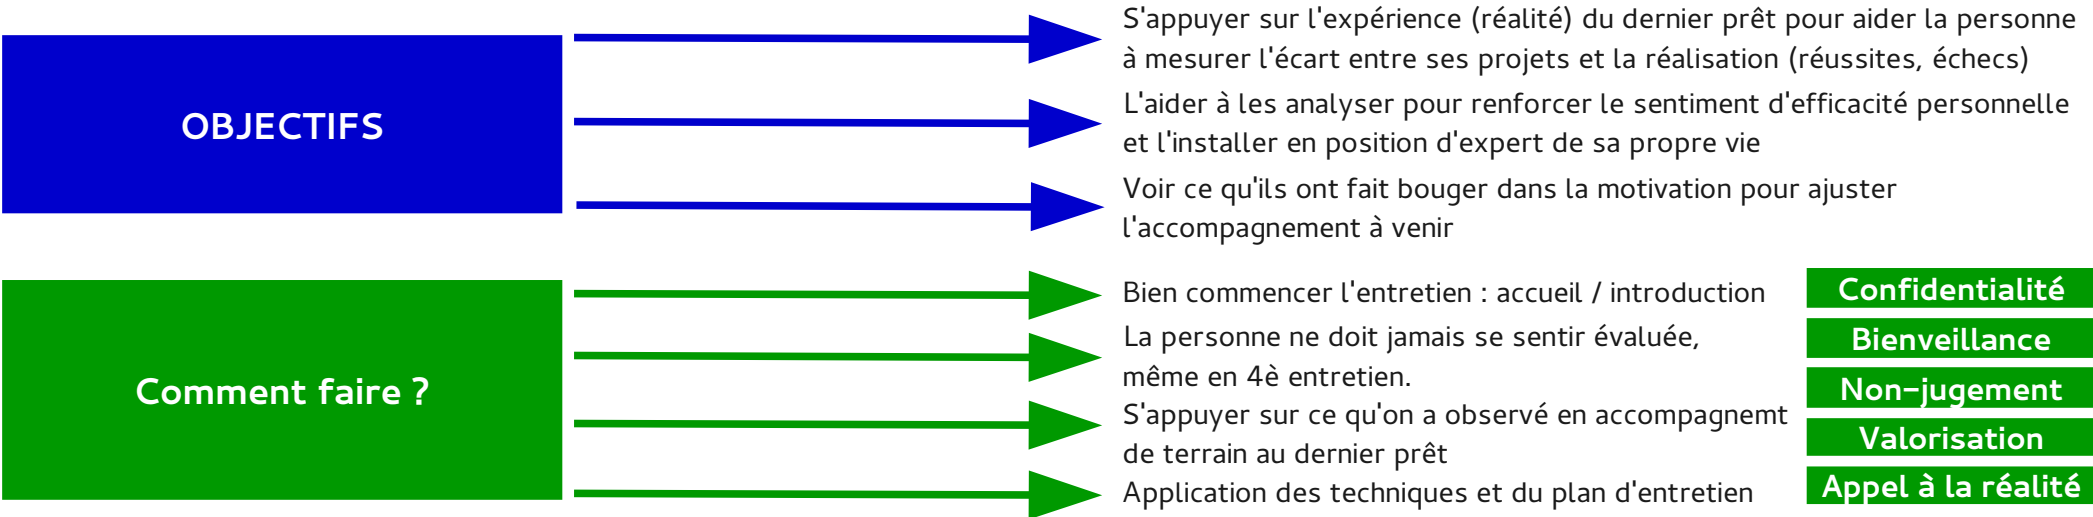 OBJECTIFS
S'appuyer sur l'expérience (réalité) du dernier prêt pour aider la personne
à mesurer l'écart entre ses projets et la réalisation (réussites, échecs)
L'aider à les analyser pour renforcer le sentiment d'efficacité personnelle
et l'installer en position d'expert de sa propre vie
Voir ce qu'ils ont fait bouger dans la motivation pour ajuster
l'accompagnement à venir
Comment faire ?
Bien commencer l'entretien : accueil / introduction
La personne ne doit jamais se sentir évaluée,
même en 4è entretien.
S'appuyer sur ce qu'on a observé en accompagnemt
de terrain au dernier prêt
Application des techniques et du plan d'entretien
Confidentialité
Bienveillance
Non-jugement
Valorisation
Appel à la réalité